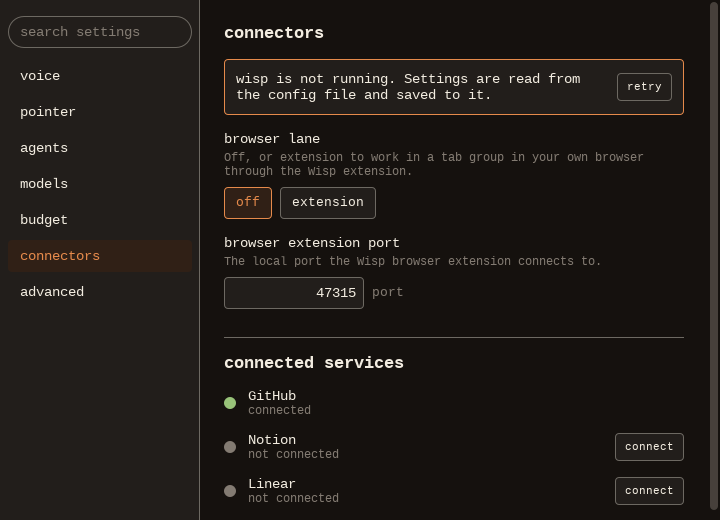 search settings
voice
pointer
agents
models
budget
connectors
advanced
connectors
wisp is not running. Settings are read from
the config file and saved to it.
retry
browser lane
Off, or extension to work in a tab group in your own browser
through the Wisp extension.
off
extension
browser extension port
The local port the Wisp browser extension connects to.
47315
port
connected services
GitHub
connected
Notion
not connected
connect
Linear
not connected
connect